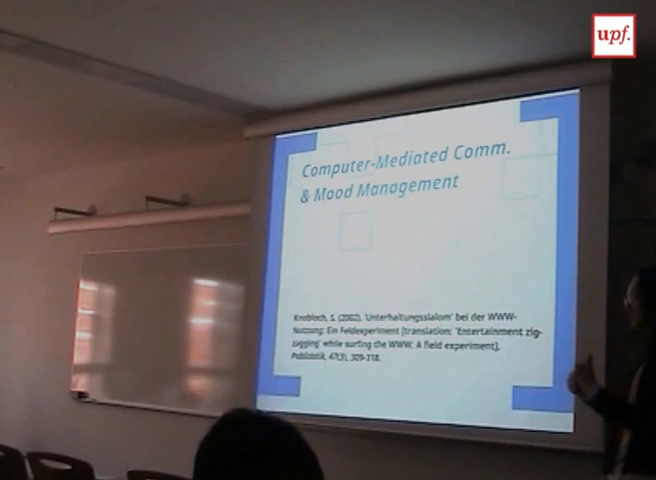 upf.
Computer-Mediated Comm.
& Mood Management
Knobloch, S. (2002). 'Unterhaltungsslalom' bei der WWW-
Nutzung: Ein Feldexperiment [translation: 'Entertainment zig-
zagging' while surfing the WWW: A field experiment].
Publizistik, 47(3), 309-318.